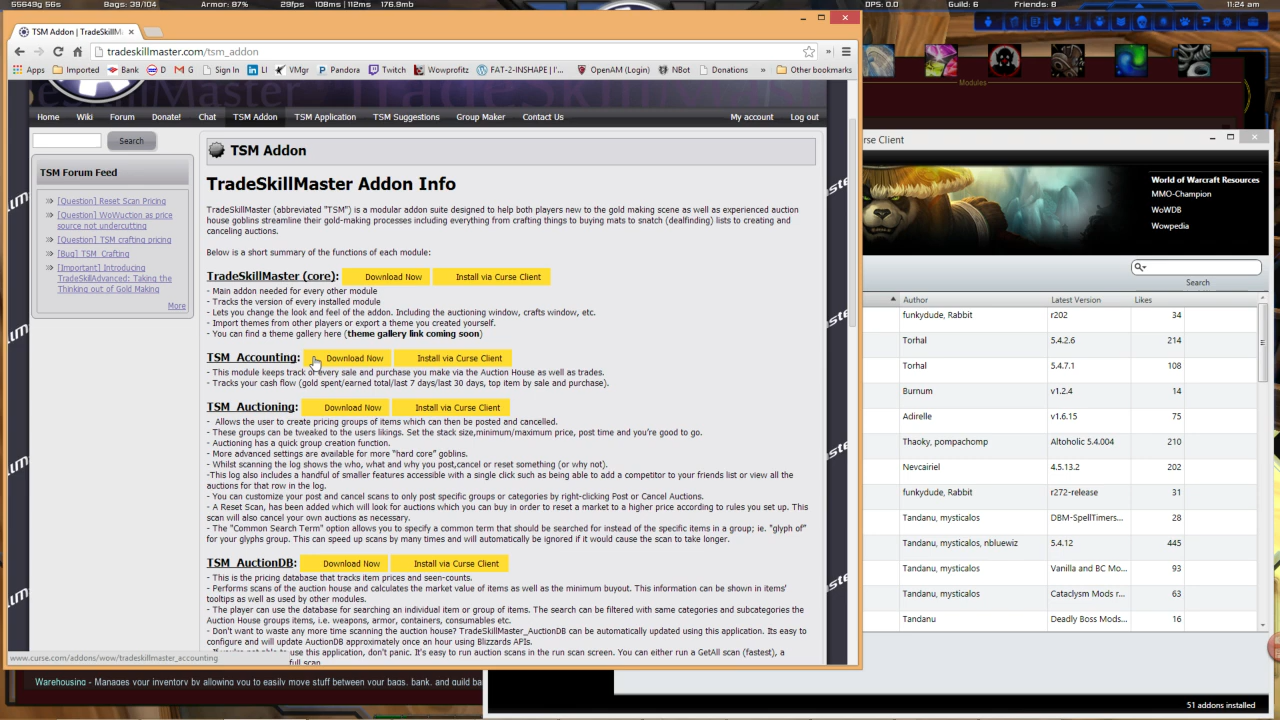 55649g 56s Bags: 39/104 Armor: 87% 29fps 108ms | 112ms 176.9mb DPS: 0.0 Guild: 6 Friends: 8 11:24 am
TSM Addon | TradeSkillM ×
tradeskillmaster.com/tsm_addon
Apps Imported Bank D G Sign In LI VMgr Pandora Twitch Wowprofitz FAT-2-INSHAPE | I'... OpenAM (Login) NBot Donations » Other bookmarks
Modules
Home Wiki Forum Donate! Chat TSM Addon TSM Application TSM Suggestions Group Maker Contact Us My account Log out
Search
TSM Forum Feed
[Question] Reset Scan Pricing
[Question] WoWuction as price
source not undercutting
[Question] TSM crafting pricing
[Bug] TSM_Crafting
[Important] Introducing
TradeSkillAdvanced: Taking the
Thinking out of Gold Making
More
TSM Addon
TradeSkillMaster Addon Info
TradeSkillMaster (abbreviated "TSM") is a modular addon suite designed to help both players new to the gold making scene as well as experienced auction
house goblins streamline their gold-making processes including everything from crafting things to buying mats to snatch (dealfinding) lists to creating and
canceling auctions.
Below is a short summary of the functions of each module:
TradeSkillMaster (core): Download Now Install via Curse Client
- Main addon needed for every other module
- Tracks the version of every installed module
- Lets you change the look and feel of the addon. Including the auctioning window, crafts window, etc.
- Import themes from other players or export a theme you created yourself.
- You can find a theme gallery here (theme gallery link coming soon)
TSM_Accounting: Download Now Install via Curse Client
- This module keeps track of every sale and purchase you make via the Auction House as well as trades.
- Tracks your cash flow (gold spent/earned total/last 7 days/last 30 days, top item by sale and purchase).
TSM_Auctioning: Download Now Install via Curse Client
- Allows the user to create pricing groups of items which can then be posted and cancelled.
- These groups can be tweaked to the users likings. Set the stack size,minimum/maximum price, post time and you're good to go.
- Auctioning has a quick group creation function.
- More advanced settings are available for more "hard core" goblins.
- Whilst scanning the log shows the who, what and why you post,cancel or reset something (or why not).
-This log also includes a handful of smaller features accessible with a single click such as being able to add a competitor to your friends list or view all the
auctions for that row in the log.
- You can customize your post and cancel scans to only post specific groups or categories by right-clicking Post or Cancel Auctions.
- A Reset Scan, has been added which will look for auctions which you can buy in order to reset a market to a higher price according to rules you set up. This
scan will also cancel your own auctions as necessary.
- The "Common Search Term" option allows you to specify a common term that should be searched for instead of the specific items in a group; ie. "glyph of"
for your glyphs group. This can speed up scans by many times and will automatically be ignored if it would cause the scan to take longer.
TSM_AuctionDB: Download Now Install via Curse Client
- This is the pricing database that tracks item prices and seen-counts.
- Performs scans of the auction house and calculates the market value of items as well as the minimum buyout. This information can be shown in items'
tooltips as well as used by other modules.
- The player can use the database for searching an individual item or group of items. The search can be filtered with same categories and subcategories the
Auction House groups items, i.e. weapons, armor, containers, consumables etc.
- Don't want to waste any more time scanning the auction house? TradeSkillMaster_AuctionDB can be automatically updated using this application. Its easy to
configure and will update AuctionDB approximately once an hour using Blizzards APIs.
use this application, don't panic. It's easy to run auction scans in the run scan screen. You can either run a GetAll scan (fastest), a
full scan
www.curse.com/addons/wow/tradeskillmaster_accounting
Warehousing - Manages your inventory by allowing you to easily move stuff between your bags, bank, and guild ba
Curse Client
World of Warcraft Resources
MMO-Champion
WoWDB
Wowpedia
Search
Author Latest Version Likes
funkydude, Rabbit r202 34
Torhal 5.4.2.6 214
Torhal 5.4.7.1 108
Burnum v1.2.4 14
Adirelle v1.6.15 75
Thaoky, pompachomp Altoholic 5.4.004 210
Nevcairiel 4.5.13.2 202
funkydude, Rabbit r272-release 31
Tandanu, mysticalos DBM-SpellTimers... 28
Tandanu, mysticalos, nbluewiz 5.4.12 445
Tandanu, mysticalos Vanilla and BC Mo... 93
Tandanu, mysticalos Cataclysm Mods r... 63
Tandanu Deadly Boss Mods... 16
51 addons installed